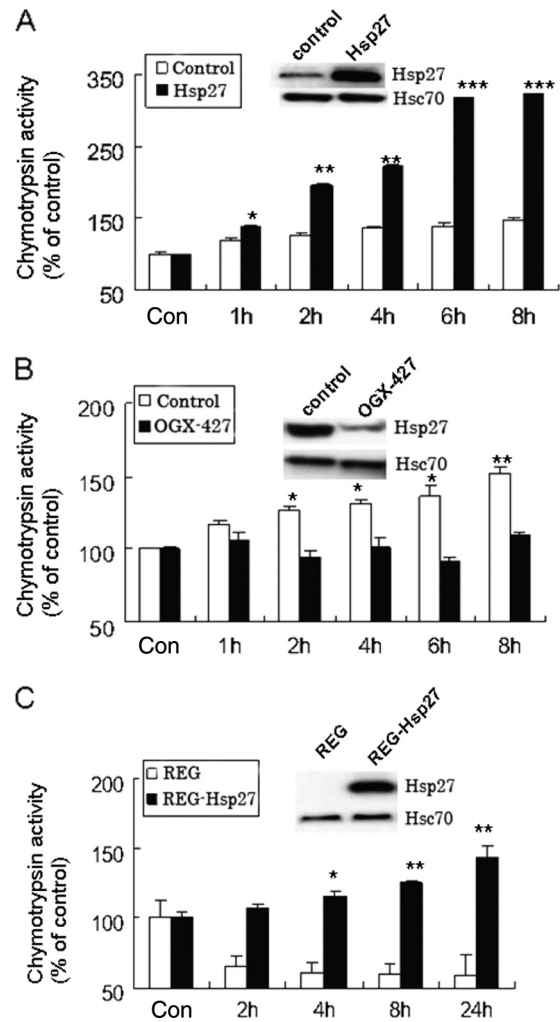 A
control Hsp27
Control
Hsp27
Hsp27
Hsc70
Chymotrypsin activity
(% of control)
350
250
150
50
*
**
**
***
***
Con 1h 2h 4h 6h 8h
B
control OGX-427
Control
OGX-427
Hsp27
Hsc70
Chymotrypsin activity
(% of control)
200
150
100
50
*
*
*
**
Con 1h 2h 4h 6h 8h
C
REG REG-Hsp27
REG
REG-Hsp27
Hsp27
Hsc70
Chymotrypsin activity
(% of control)
200
150
100
50
*
**
**
Con 2h 4h 8h 24h